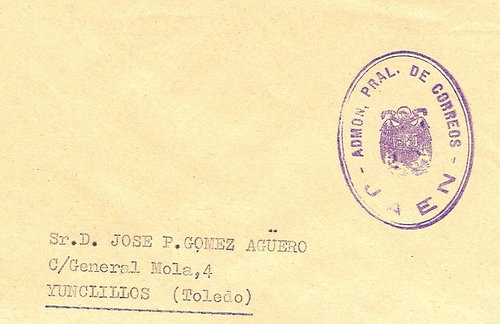 ADMON. PRAL. DE CORREOS
- JAEN -
Sr.D. JOSE P.GOMEZ AGÜERO
C/General Mola,4
YUNCLILLOS (Toledo)